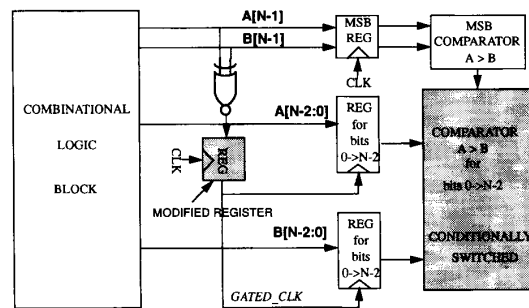 A[N-1]
B[N-1]
MSB
REG
CLK
MSB
COMPARATOR
A > B
COMBINATIONAL
LOGIC
BLOCK
A[N-2:0]
REG
for
bits
0->N-2
CLK
REG
MODIFIED REGISTER
COMPARATOR
A > B
for
bits 0->N-2
CONDITIONALLY
SWITCHED
B[N-2:0]
REG
for
bits
0->N-2
GATED_CLK